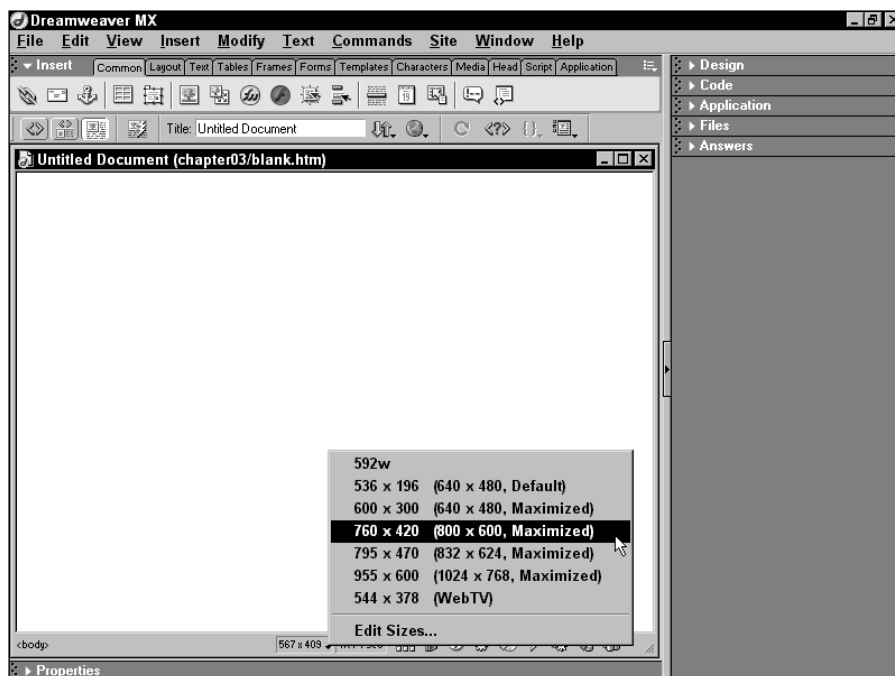 Dreamweaver MX
File Edit View Insert Modify Text Commands Site Window Help
Insert Common Layout Text Tables Frames Forms Templates Characters Media Head Script Application
Title: Untitled Document
Untitled Document (chapter03/blank.htm)
592w
536 x 196 (640 x 480, Default)
600 x 300 (640 x 480, Maximized)
760 x 420 (800 x 600, Maximized)
795 x 470 (832 x 624, Maximized)
955 x 600 (1024 x 768, Maximized)
544 x 378 (WebTV)
Edit Sizes...
<body> 567 x 409
Properties
Design
Code
Application
Files
Answers